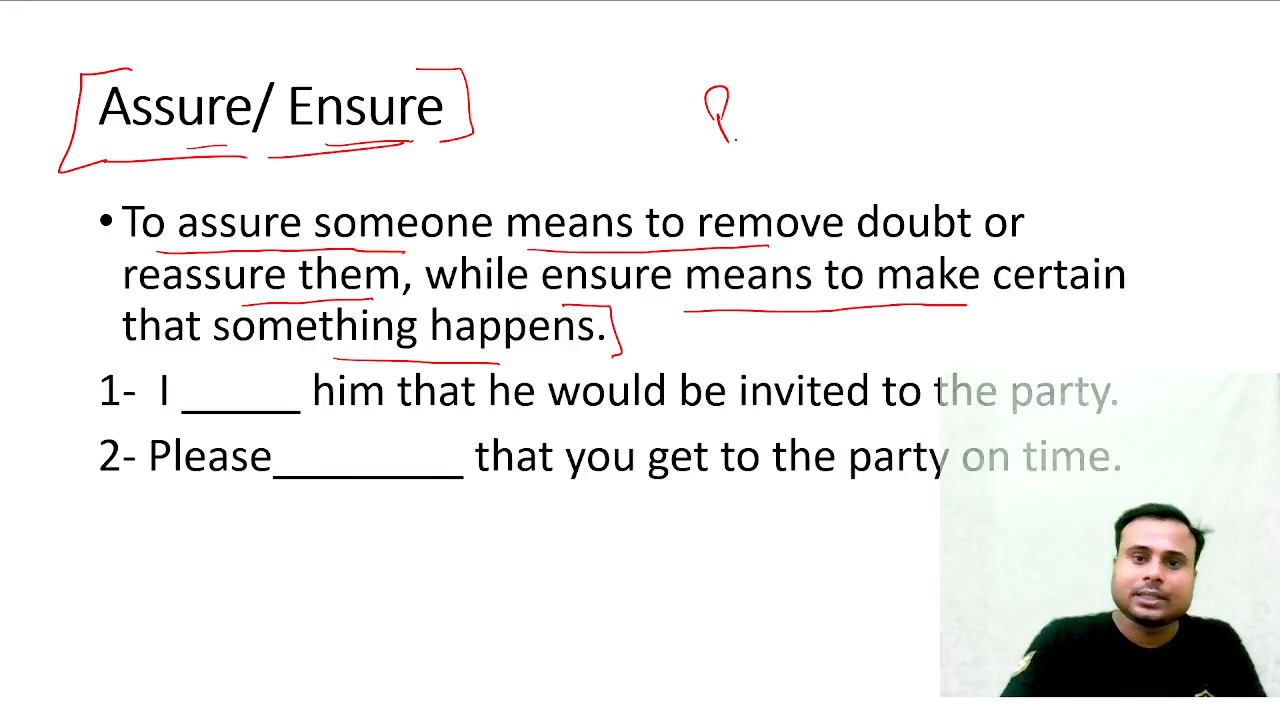 Assure/ Ensure
• To assure someone means to remove doubt or
reassure them, while ensure means to make certain
that something happens.
1- I _____ him that he would be invited to the party.
2- Please________ that you get to the party on time.